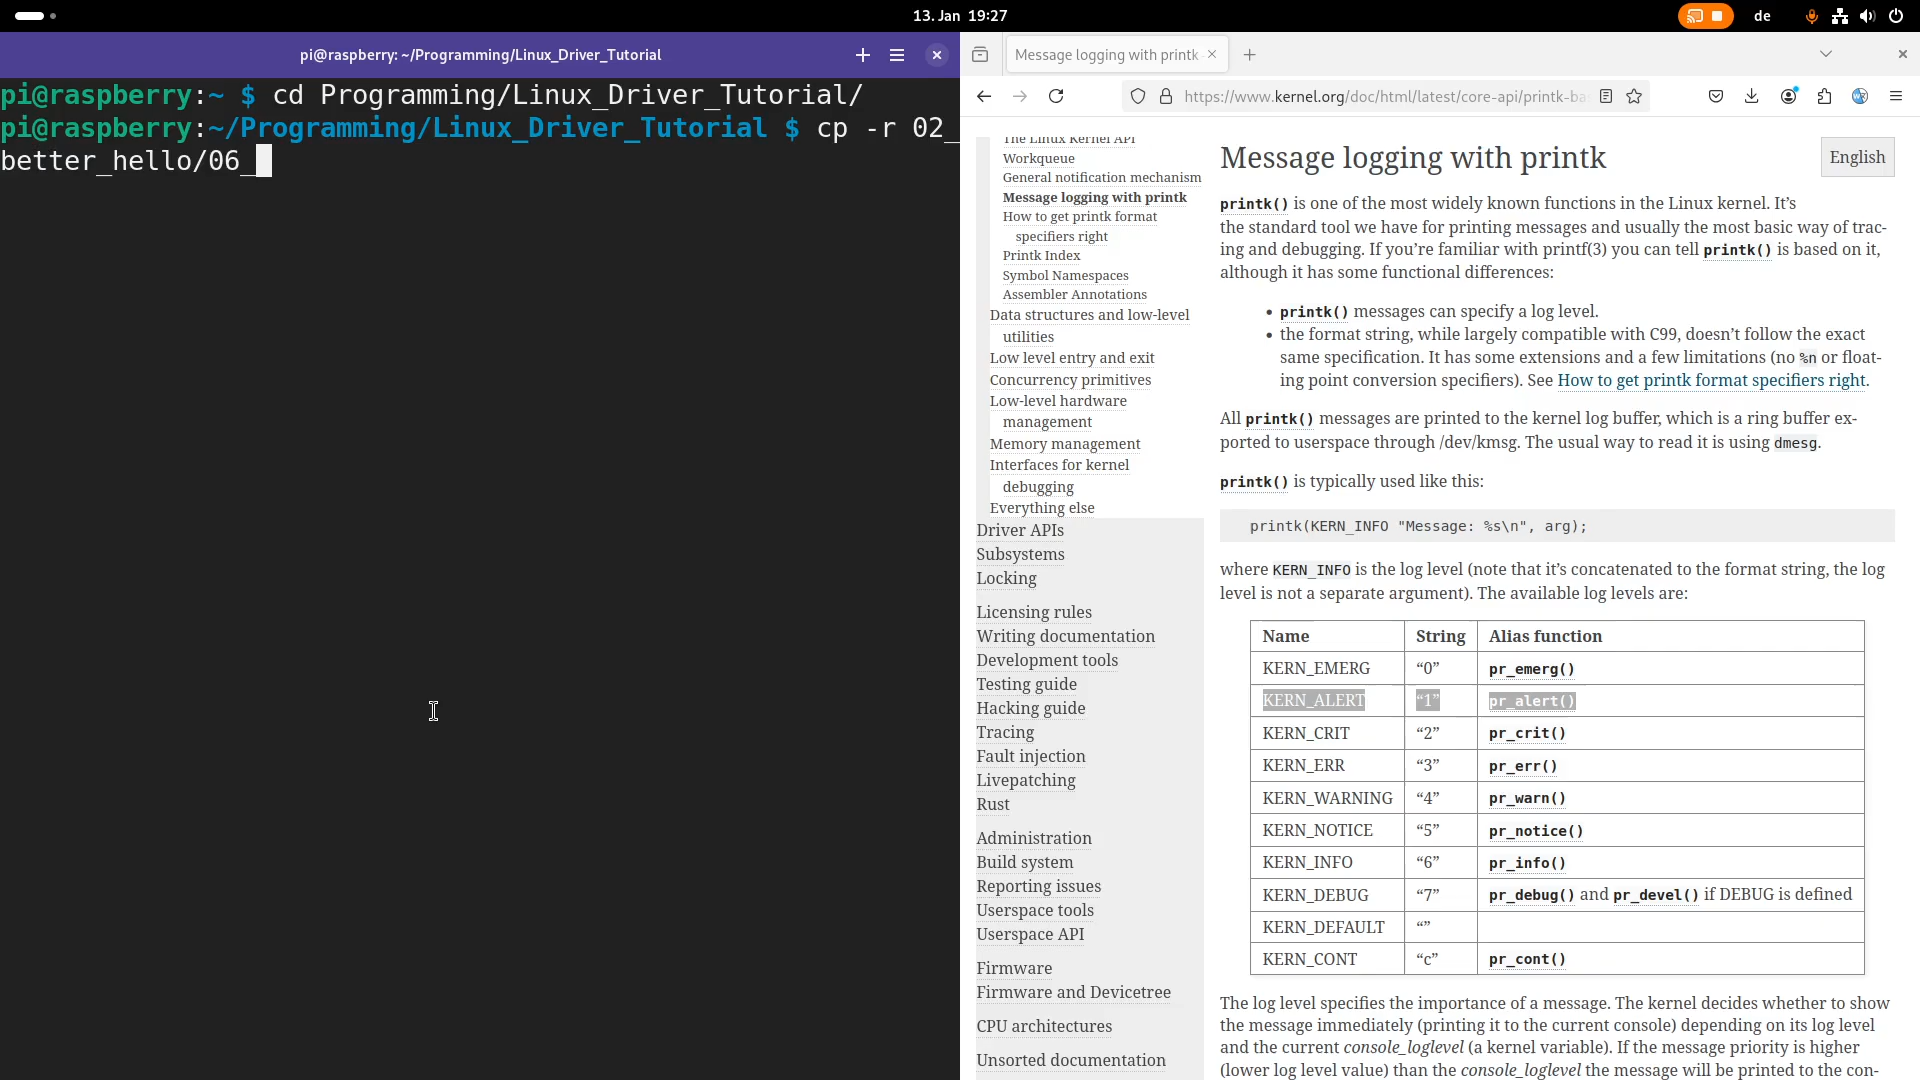 13. Jan 19:27
de
pi@raspberry: ~/Programming/Linux_Driver_Tutorial
pi@raspberry:~ $ cd Programming/Linux_Driver_Tutorial/
pi@raspberry:~/Programming/Linux_Driver_Tutorial $ cp -r 02_
better_hello/06_
Message logging with printk
https://www.kernel.org/doc/html/latest/core-api/printk-ba
The Linux Kernel API
Workqueue
General notification mechanism
Message logging with printk
How to get printk format
specifiers right
Printk Index
Symbol Namespaces
Assembler Annotations
Data structures and low-level
utilities
Low level entry and exit
Concurrency primitives
Low-level hardware
management
Memory management
Interfaces for kernel
debugging
Everything else
Driver APIs
Subsystems
Locking
Licensing rules
Writing documentation
Development tools
Testing guide
Hacking guide
Tracing
Fault injection
Livepatching
Rust
Administration
Build system
Reporting issues
Userspace tools
Userspace API
Firmware
Firmware and Devicetree
CPU architectures
Unsorted documentation
Message logging with printk
English
printk() is one of the most widely known functions in the Linux kernel. It’s
the standard tool we have for printing messages and usually the most basic way of trac-
ing and debugging. If you’re familiar with printf(3) you can tell printk() is based on it,
although it has some functional differences:
• printk() messages can specify a log level.
• the format string, while largely compatible with C99, doesn’t follow the exact
same specification. It has some extensions and a few limitations (no %n or float-
ing point conversion specifiers). See How to get printk format specifiers right.
All printk() messages are printed to the kernel log buffer, which is a ring buffer ex-
ported to userspace through /dev/kmsg. The usual way to read it is using dmesg.
printk() is typically used like this:
printk(KERN_INFO "Message: %s\n", arg);
where KERN_INFO is the log level (note that it’s concatenated to the format string, the log
level is not a separate argument). The available log levels are:
Name String Alias function
KERN_EMERG “0” pr_emerg()
KERN_ALERT “1” pr_alert()
KERN_CRIT “2” pr_crit()
KERN_ERR “3” pr_err()
KERN_WARNING “4” pr_warn()
KERN_NOTICE “5” pr_notice()
KERN_INFO “6” pr_info()
KERN_DEBUG “7” pr_debug() and pr_devel() if DEBUG is defined
KERN_DEFAULT “”
KERN_CONT “c” pr_cont()
The log level specifies the importance of a message. The kernel decides whether to show
the message immediately (printing it to the current console) depending on its log level
and the current console_loglevel (a kernel variable). If the message priority is higher
(lower log level value) than the console_loglevel the message will be printed to the con-